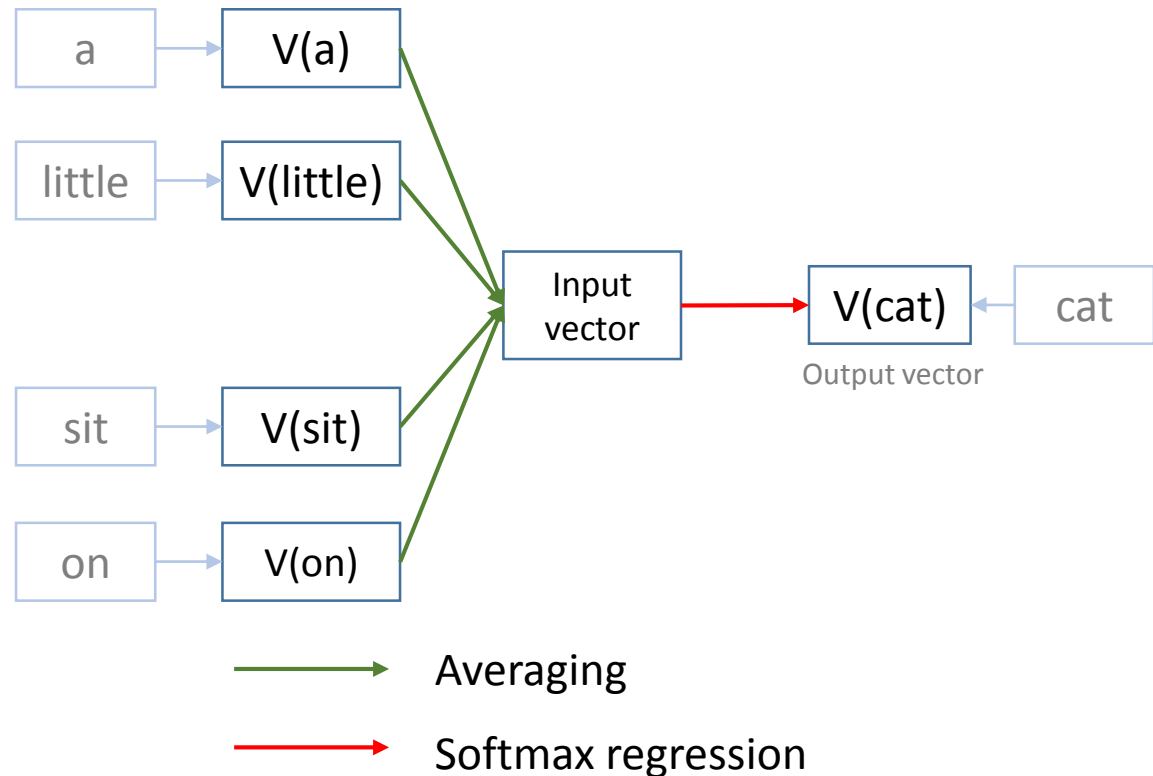 a
V(a)
little
V(little)
Input
vector
V(cat)
cat
Output vector
sit
V(sit)
on
V(on)
Averaging
Softmax regression